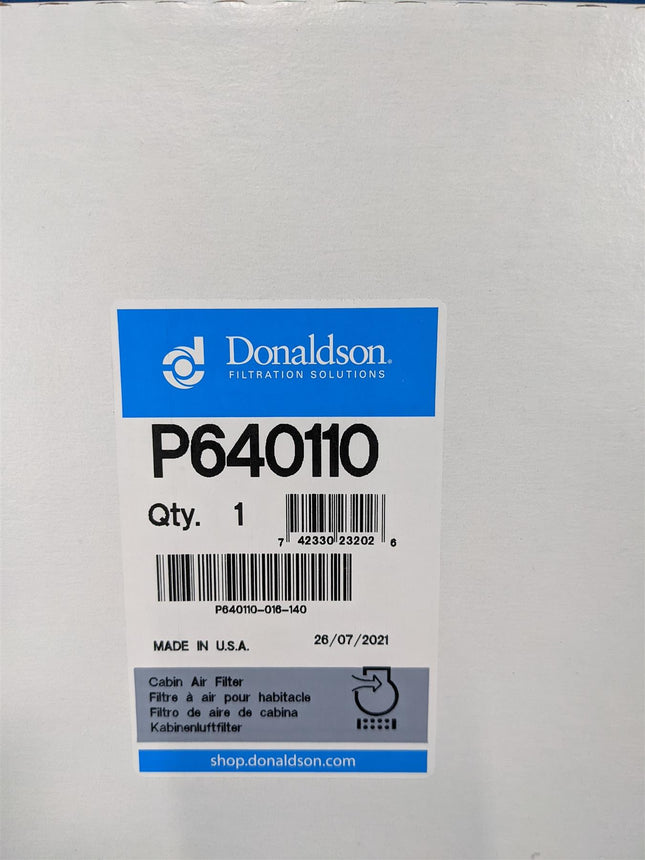 Donaldson.
FILTRATION SOLUTIONS
P640110
Qty. 1
7 42330 23202 6
P640110-016-140
MADE IN U.S.A. 26/07/2021
Cabin Air Filter
Filtre à air pour habitacle
Filtro de aire de cabina
Kabinenluftfilter
shop.donaldson.com